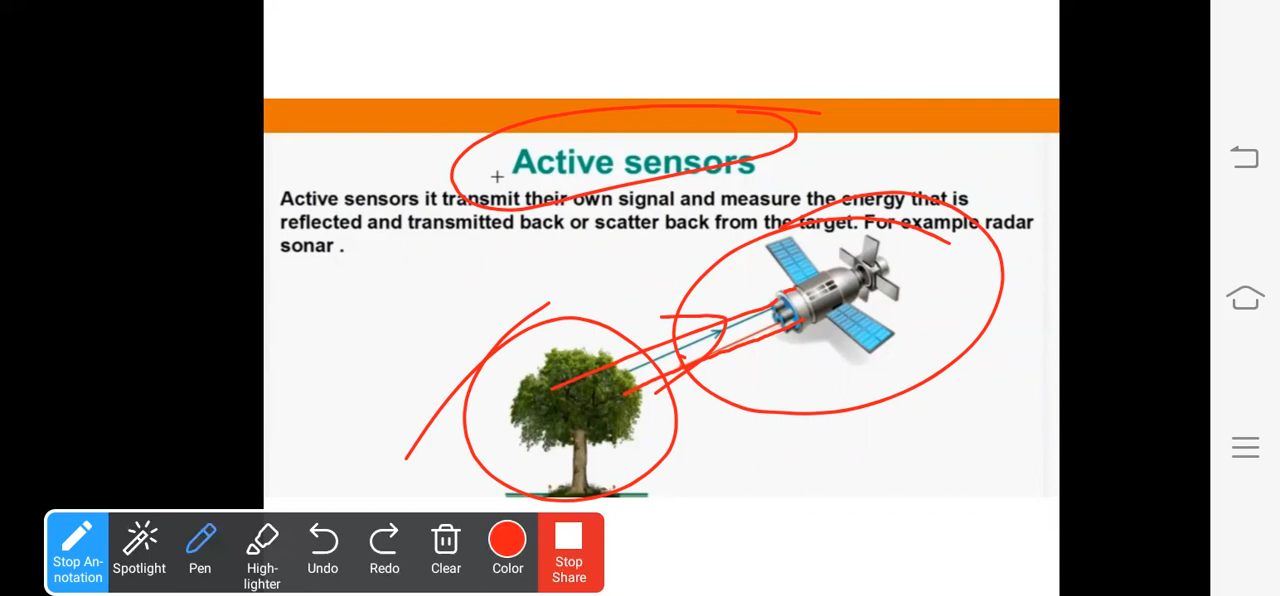 Active sensors
Active sensors it transmit their own signal and measure the energy that is
reflected and transmitted back or scatter back from the target. For example radar
sonar .
Stop An-
notation
Spotlight
Pen
High-
lighter
Undo
Redo
Clear
Color
Stop
Share